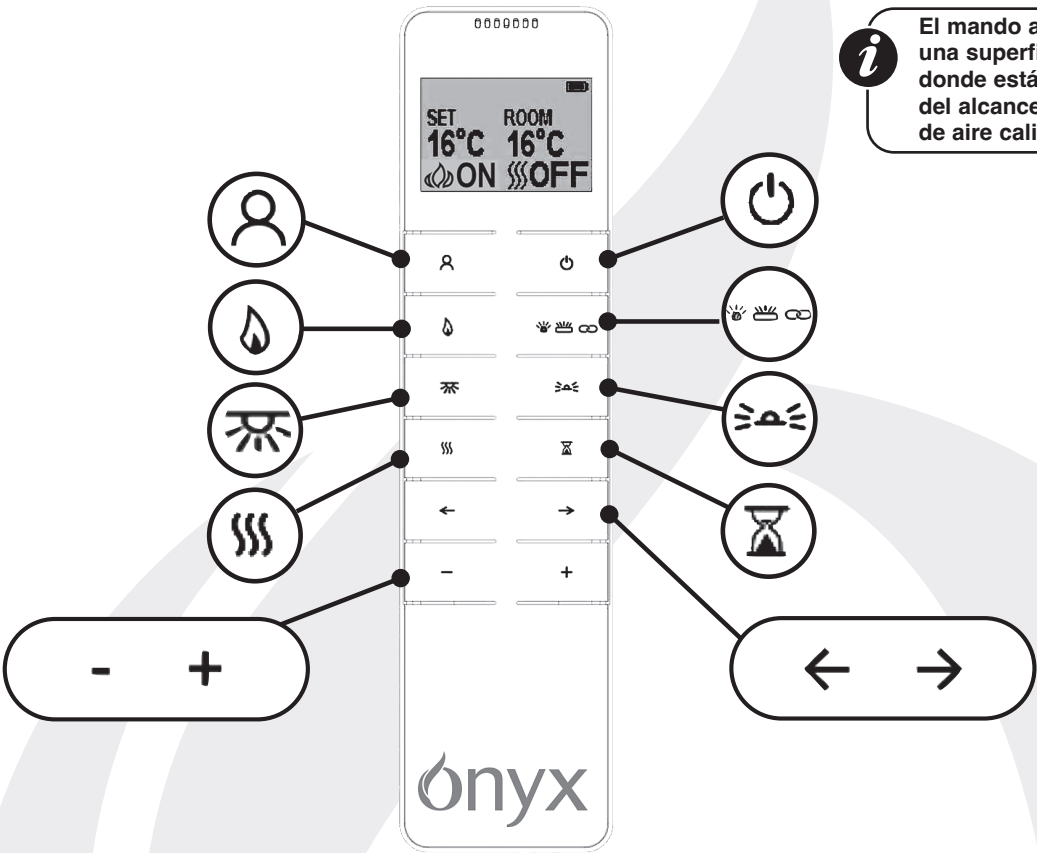 El mando a
una superfi
donde está
del alcance
de aire cali
SET ROOM
16°C 16°C
ON OFF
- +
- +
onyx